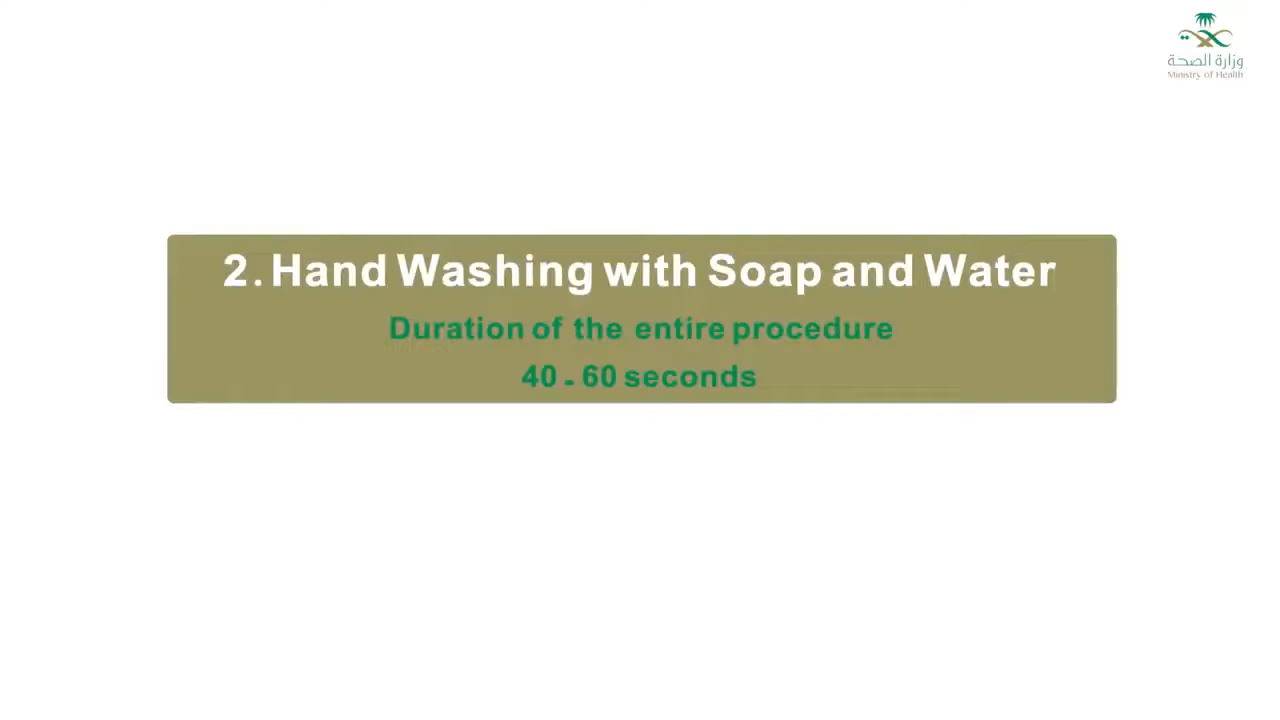 وزارة الصحة
Ministry of Health
2. Hand Washing with Soap and Water
Duration of the entire procedure
40 - 60 seconds